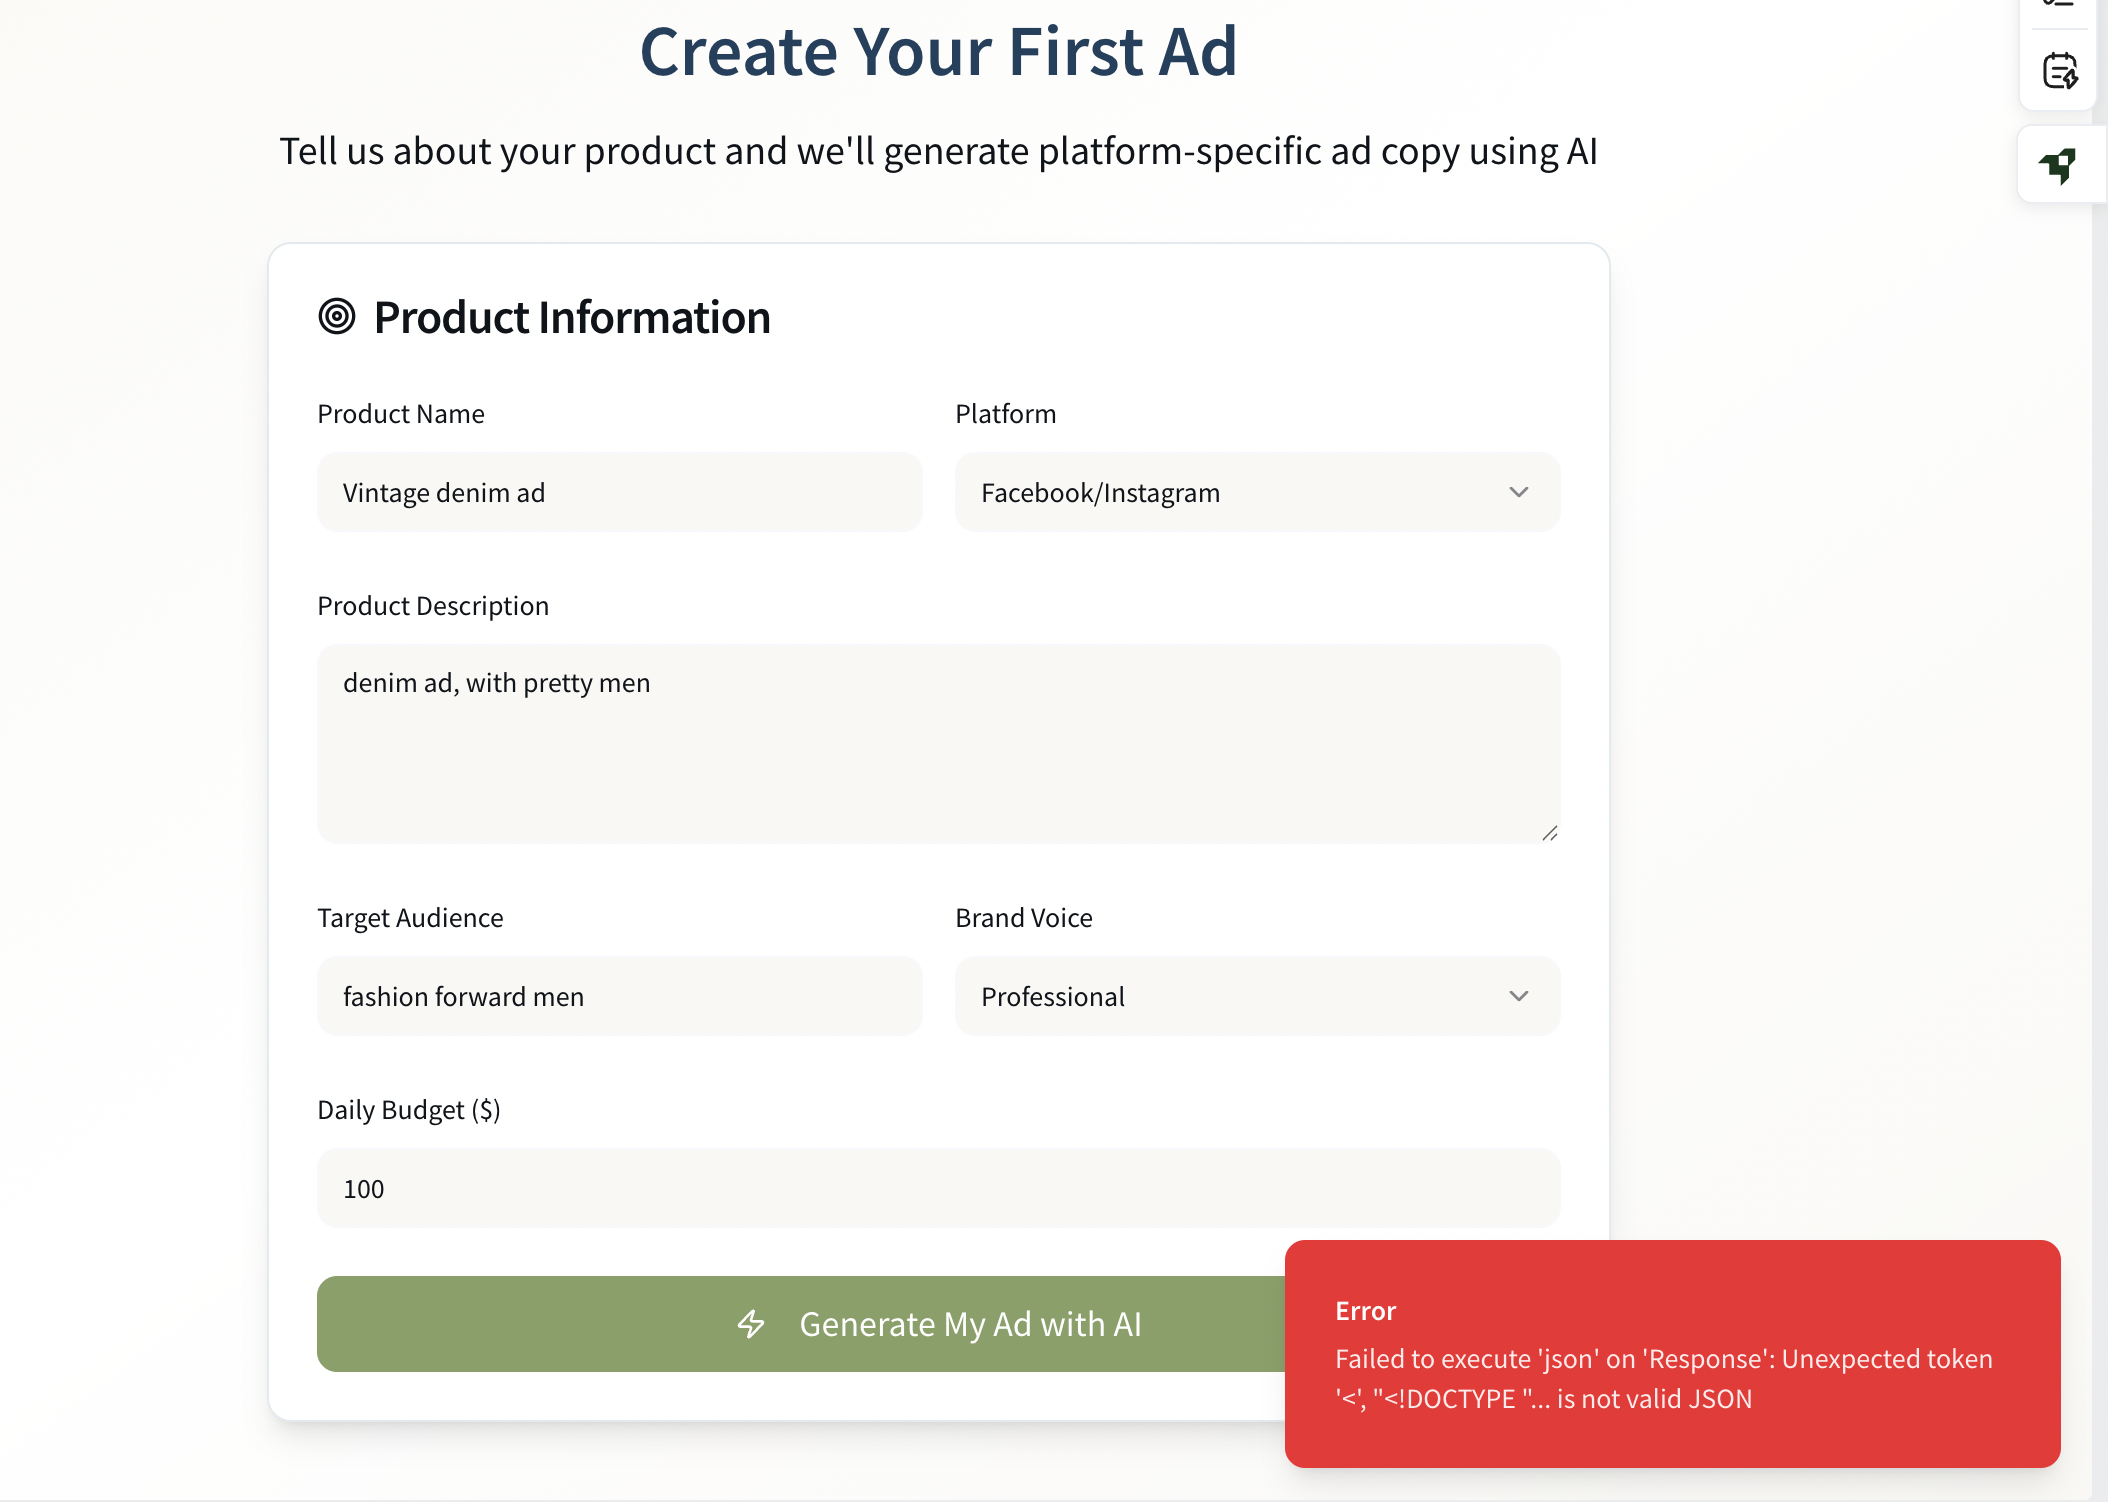 Create Your First Ad
Tell us about your product and we'll generate platform-specific ad copy using AI
Product Information
Product Name
Platform
Vintage denim ad
Facebook/Instagram
Product Description
denim ad, with pretty men
Target Audience
Brand Voice
fashion forward men
Professional
Daily Budget ($)
100
Generate My Ad with AI
Error
Failed to execute 'json' on 'Response': Unexpected token
'<', "<!DOCTYPE "... is not valid JSON